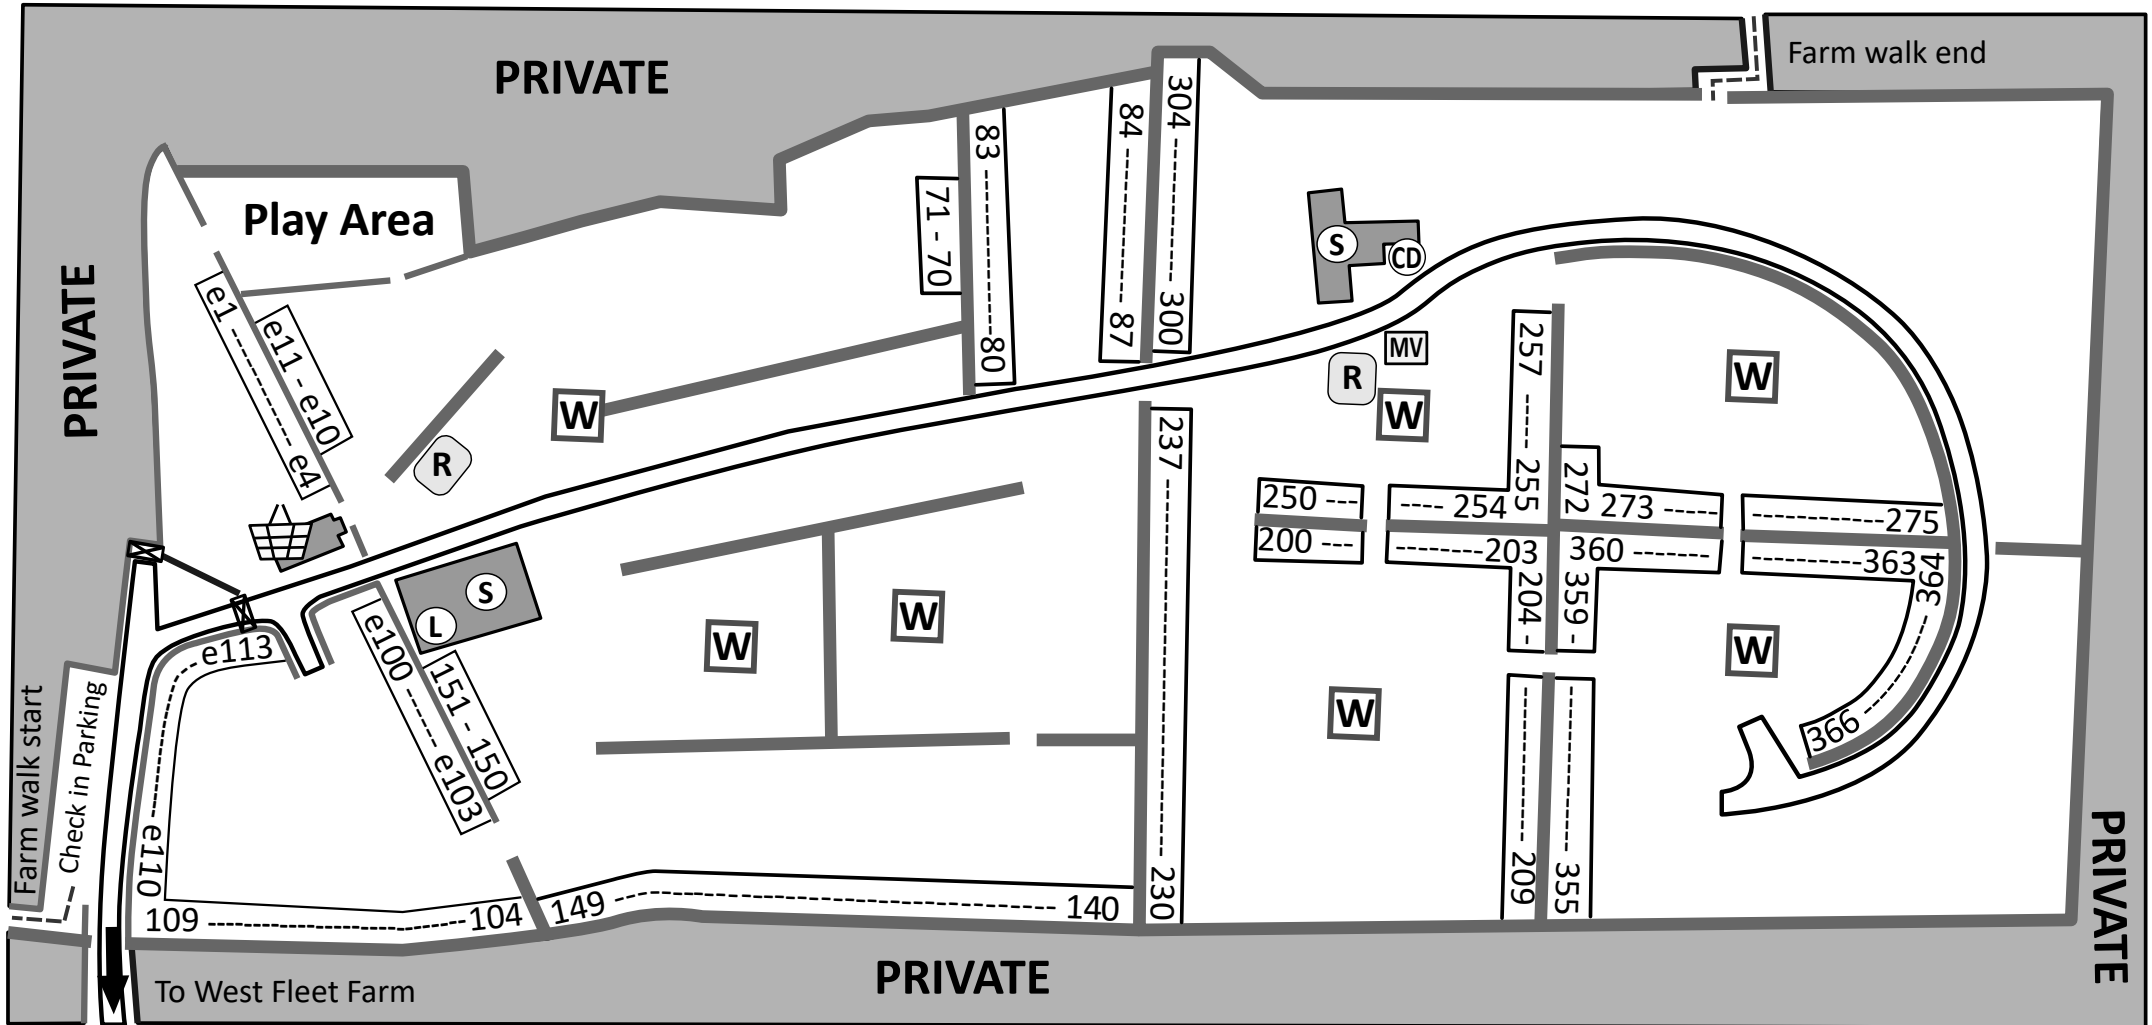 PRIVATE
Farm walk end
Play Area
PRIVATE
e1 -------- e4
e11 - e10
R
W
71 - 70
83 --------- 80
84 --------- 87
304 --------- 300
S
CD
MV
R
W
W
257 ---- 255
272
250 ---
---- 254
273 ------
------------ 275
200 ---
-------- 203
360 -------
------------ 363
204 -
359 -
364 -------- 366
W
W
-------- 209
-------- 355
237 ---------------- 230
W
W
S
L
e100 ---- e103
151 - 150
e113
e110
109 ---------------- 104
149 ---------------- 140
Farm walk start
Check in Parking
To West Fleet Farm
PRIVATE
PRIVATE